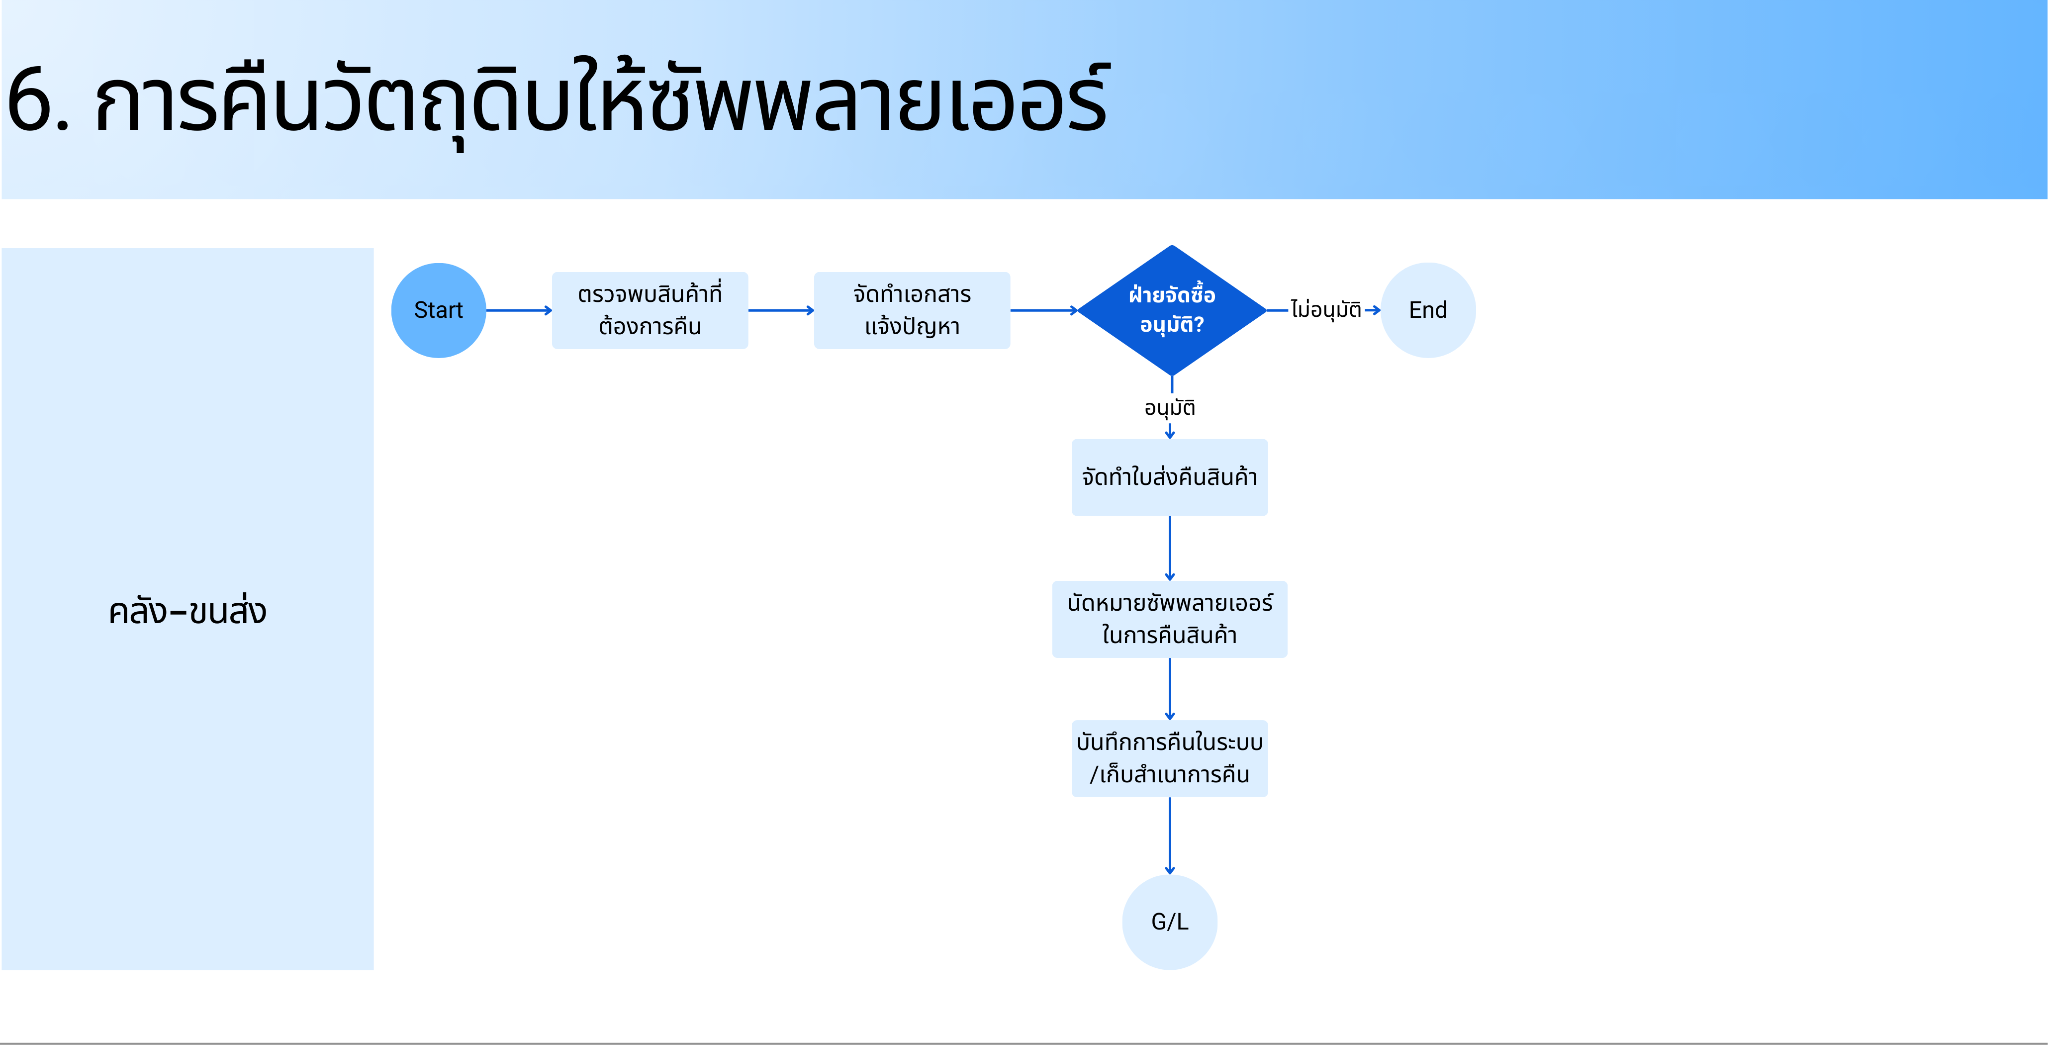 6. การคืนวัตถุดิบให้ซัพพลายเออร์
Start
ตรวจพบสินค้าที่
ต้องการคืน
จัดทำเอกสาร
แจ้งปัญหา
ฝ่ายจัดซื้อ
อนุมัติ?
ไม่อนุมัติ
End
อนุมัติ
จัดทำใบส่งคืนสินค้า
คลัง-ขนส่ง
นัดหมายซัพพลายเออร์
ในการคืนสินค้า
บันทึกการคืนในระบบ
/เก็บสำเนาการคืน
G/L